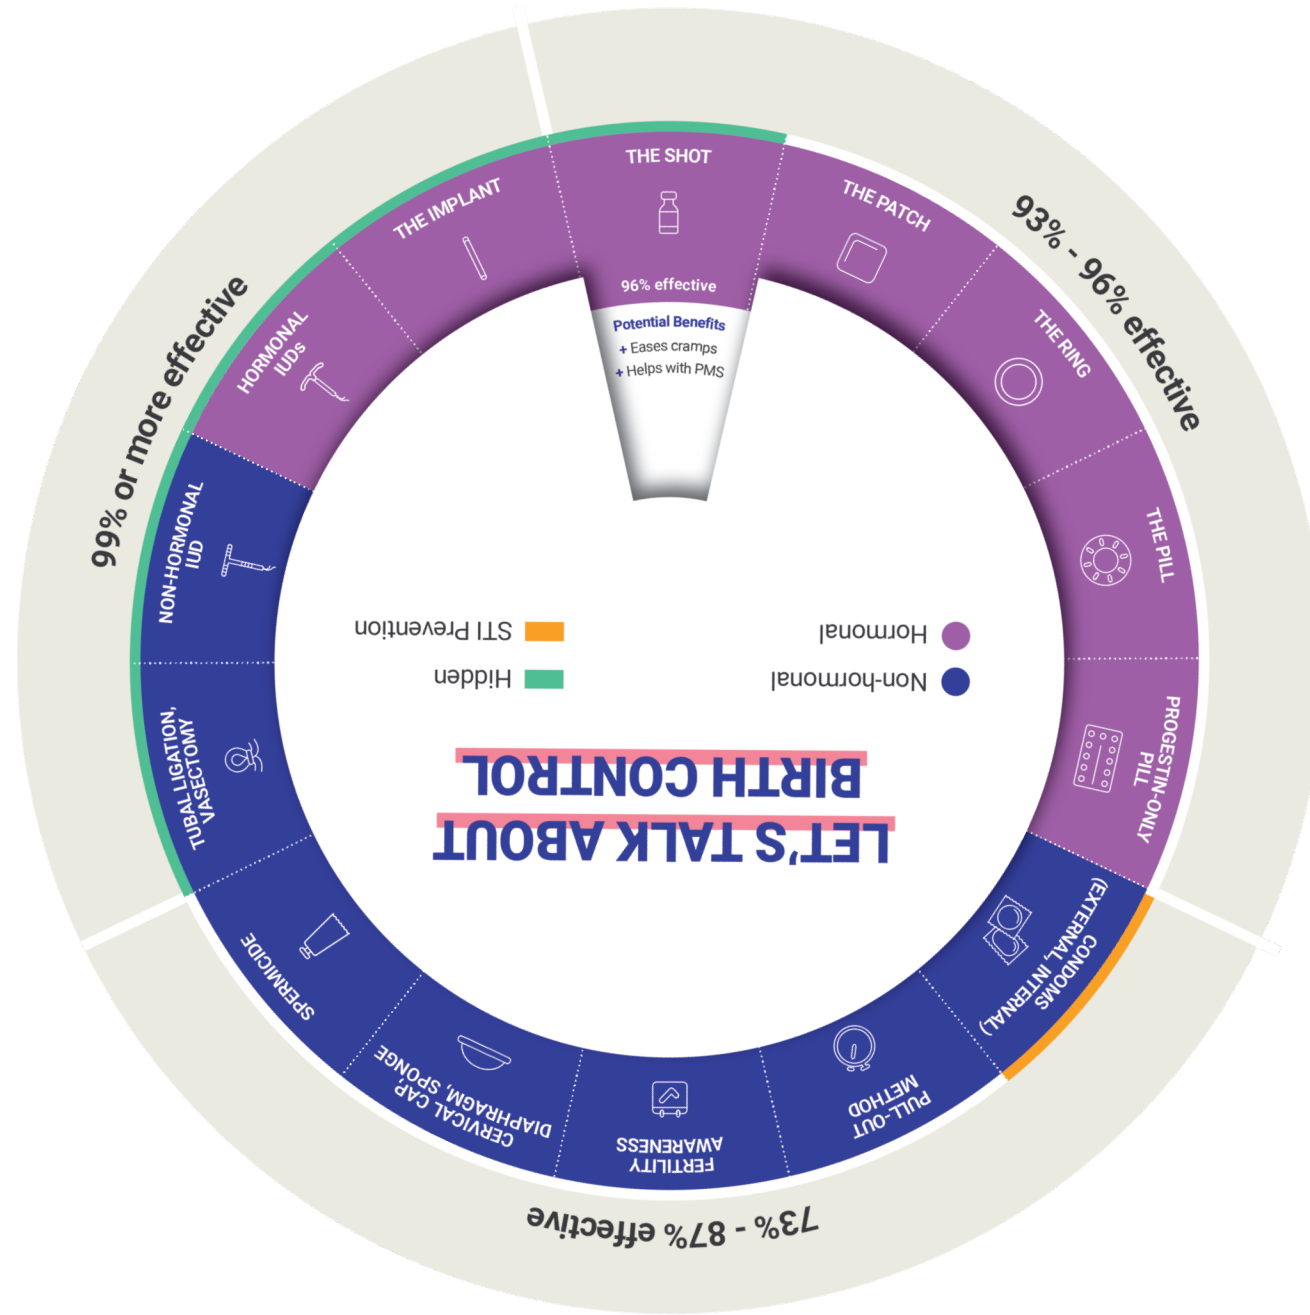 LET'S TALK ABOUT
BIRTH CONTROL
Non-hormonal
Hormonal
Hidden
STI Prevention
99% or more effective
TUBAL LIGATION,
VASECTOMY
NON-HORMONAL
IUD
HORMONAL
IUDs
THE IMPLANT
93% - 96% effective
THE SHOT
96% effective
Potential Benefits
+ Eases cramps
+ Helps with PMS
THE PATCH
THE RING
THE PILL
PROGESTIN-ONLY
PILL
73% - 87% effective
CONDOMS
(EXTERNAL, INTERNAL)
PULL-OUT
METHOD
FERTILITY
AWARENESS
CERVICAL CAP,
DIAPHRAGM, SPONGE
SPERMICIDE